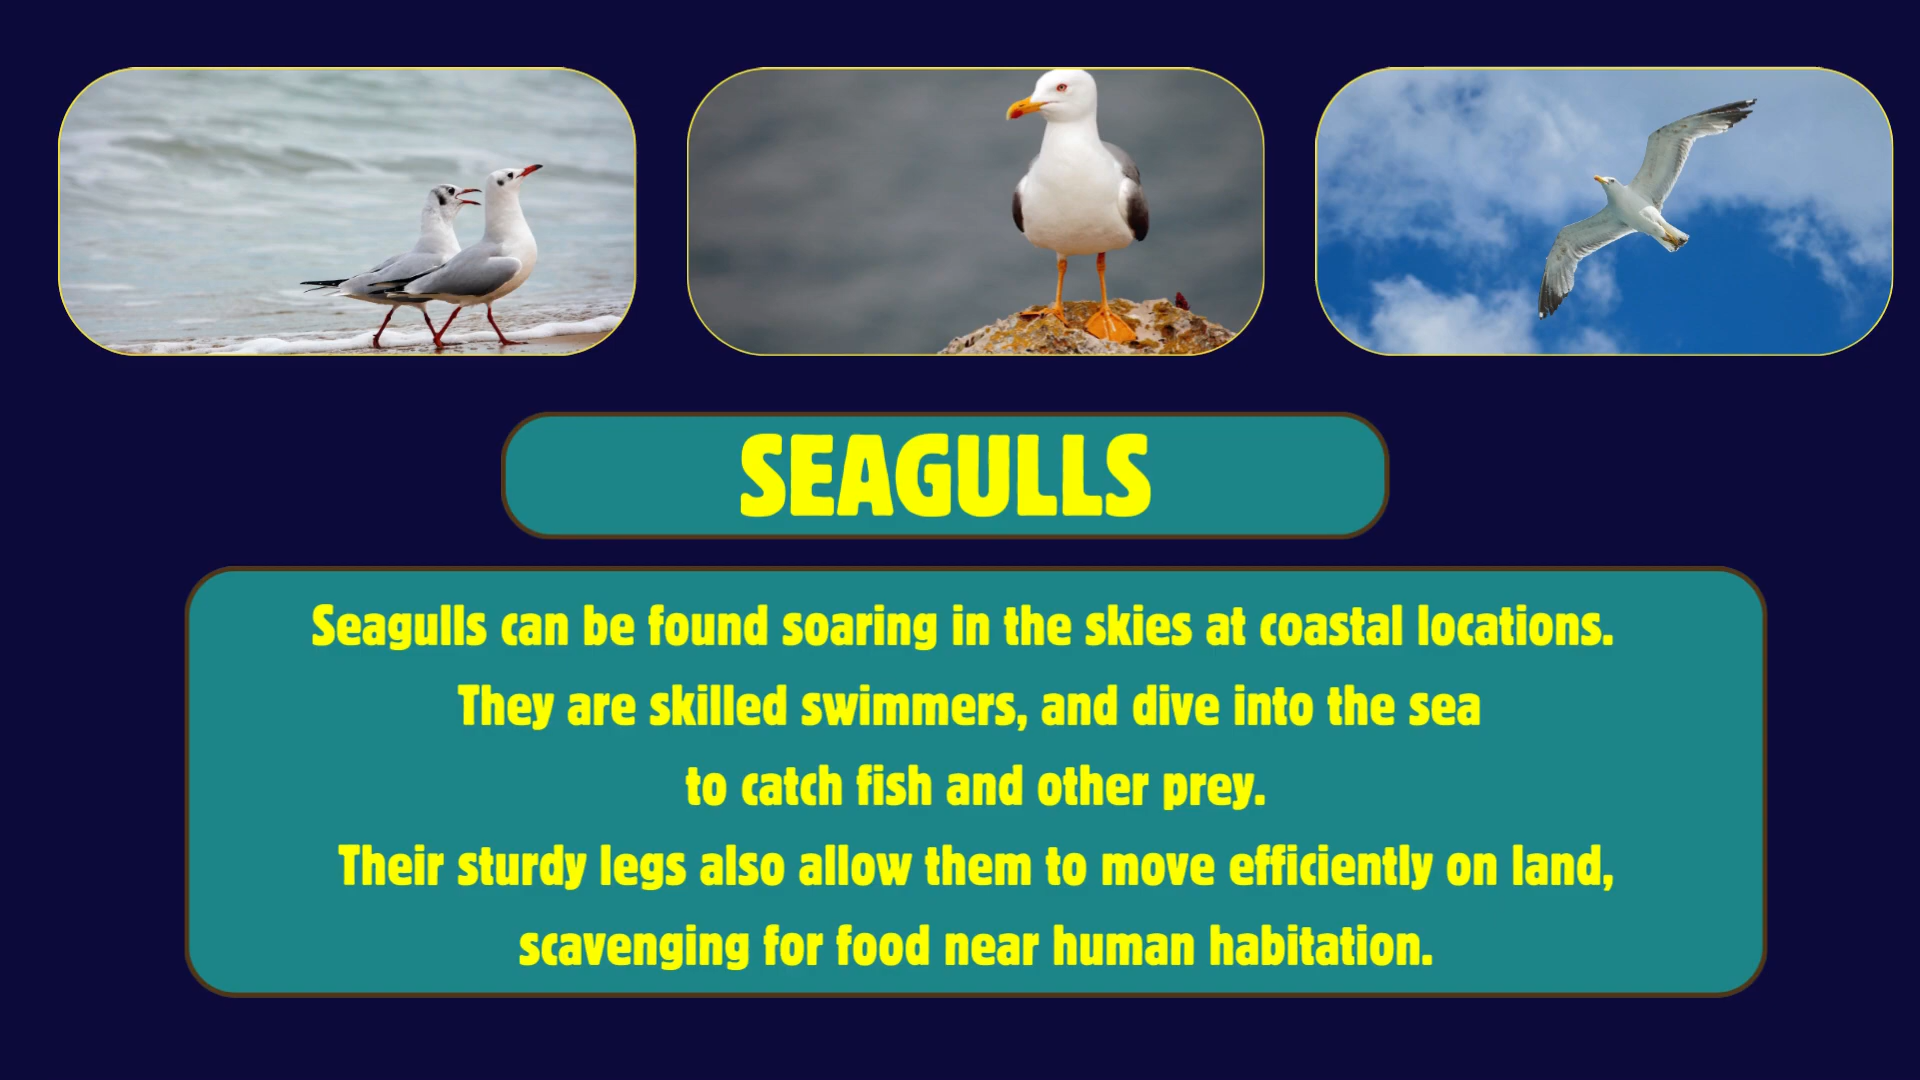 SEAGULLS
Seagulls can be found soaring in the skies at coastal locations.
They are skilled swimmers, and dive into the sea
to catch fish and other prey.
Their sturdy legs also allow them to move efficiently on land,
scavenging for food near human habitation.